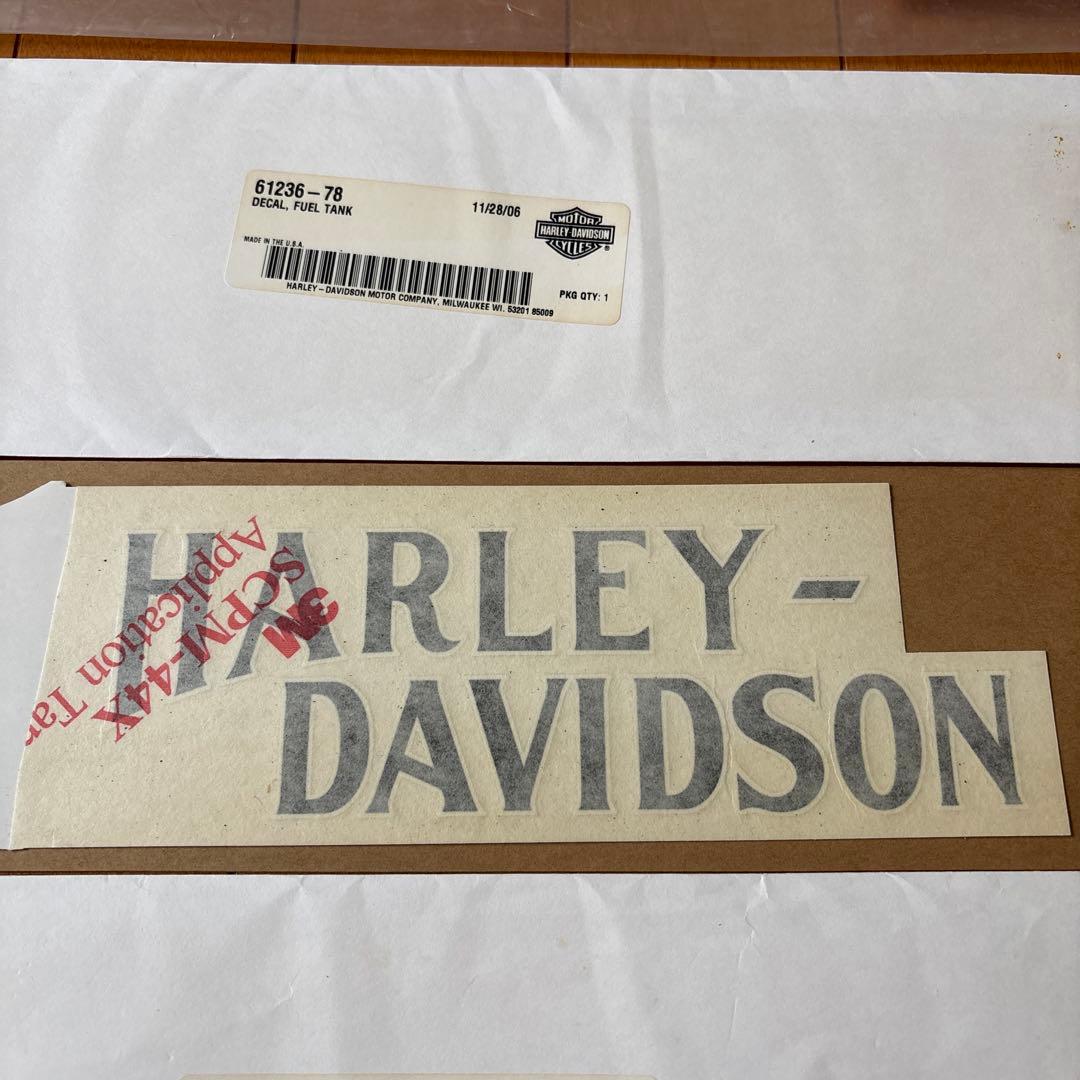 61236-78
DECAL, FUEL TANK
11/28/06
MOTOR
HARLEY-DAVIDSON
CYCLES
®
MADE IN THE U.S.A.
PKG QTY: 1
HARLEY-DAVIDSON MOTOR COMPANY, MILWAUKEE WI. 53201 85009
HARLEY-
DAVIDSON
3M
SCPM-44X
Application